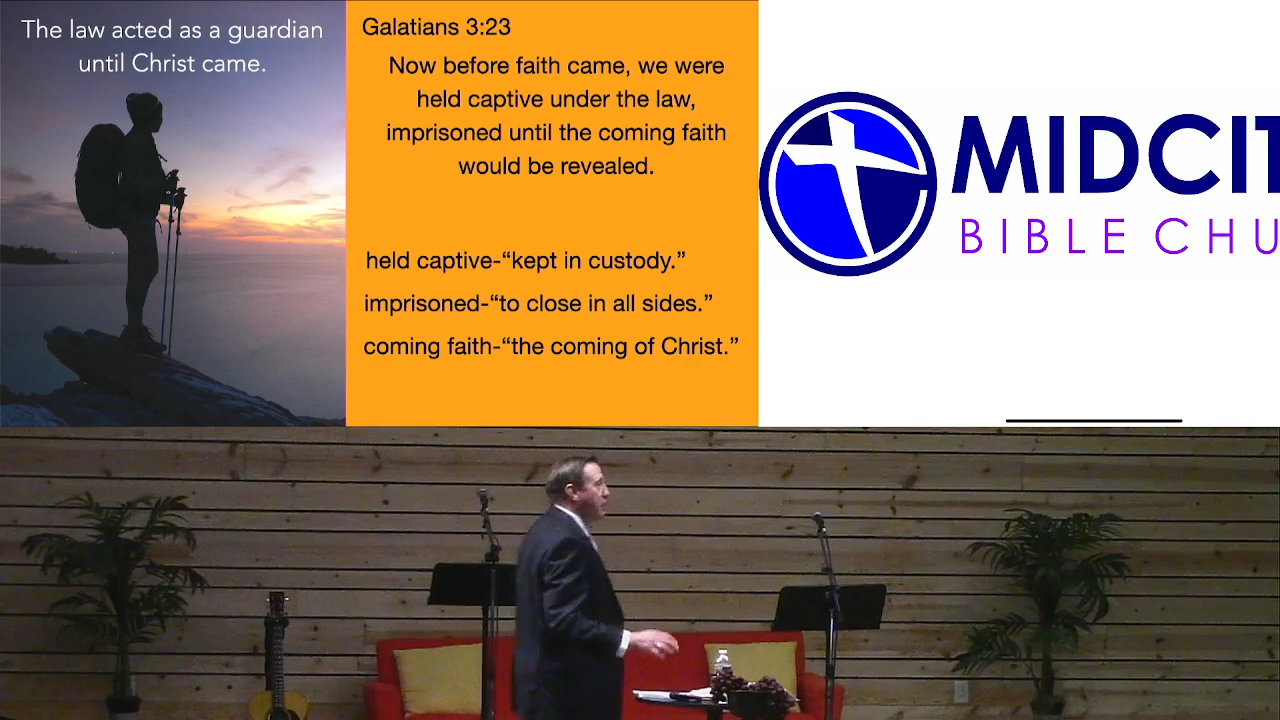 The law acted as a guardian
until Christ came.
Galatians 3:23
Now before faith came, we were
held captive under the law,
imprisoned until the coming faith
would be revealed.
held captive-“kept in custody.”
imprisoned-“to close in all sides.”
coming faith-“the coming of Christ.”
MIDCIT
BIBLE CHU